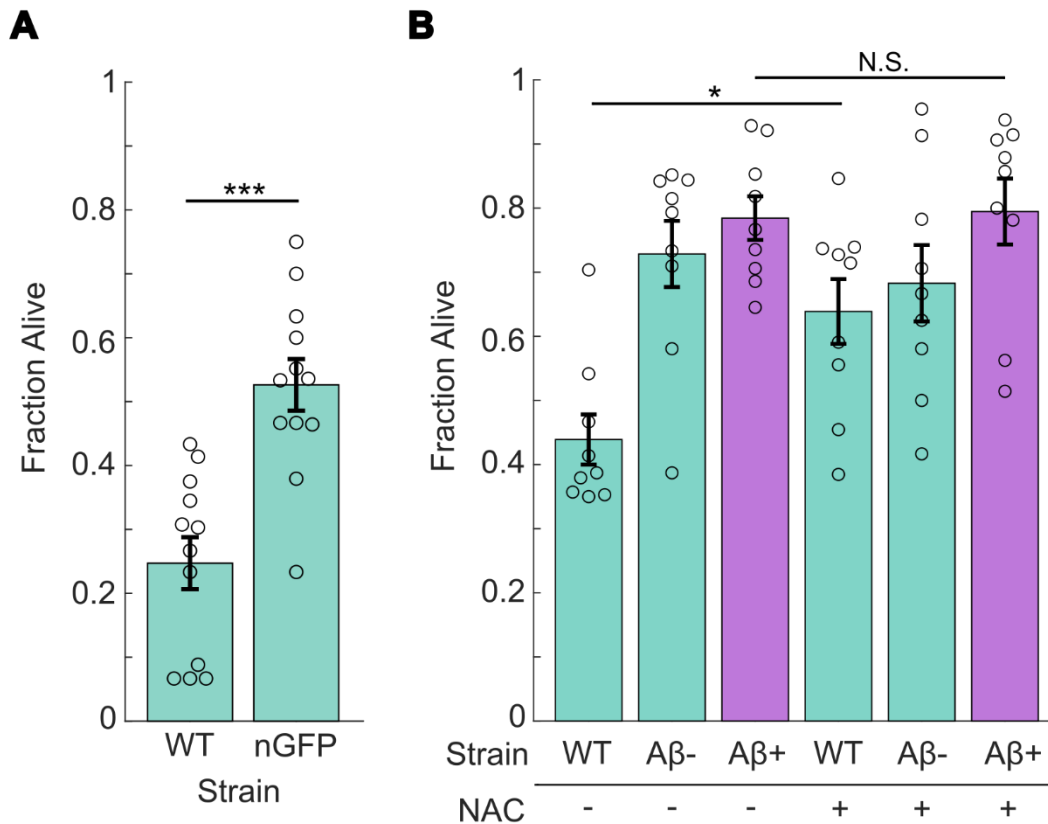 A
1
0.8
0.6
0.4
0.2
0
Fraction Alive
***
WT nGFP
Strain
B
1
0.8
0.6
0.4
0.2
0
Fraction Alive
*
N.S.
Strain WT Aβ- Aβ+ WT Aβ- Aβ+
NAC - - - + + +